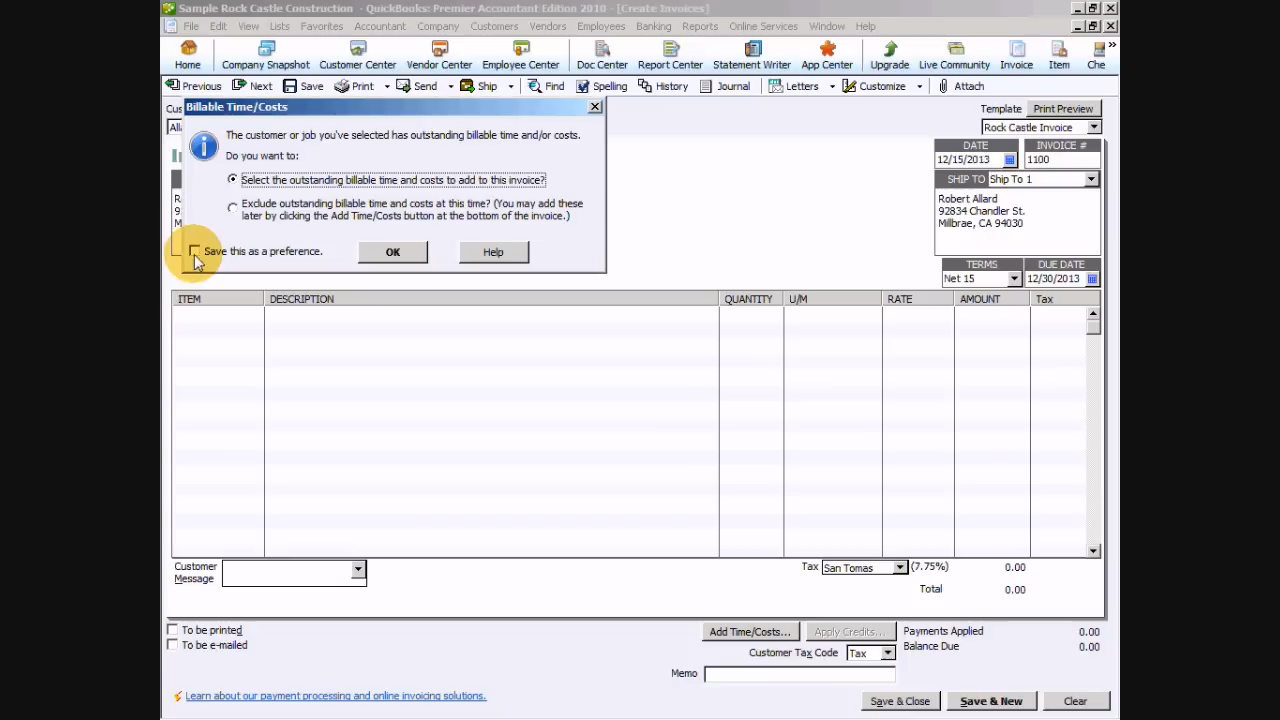 Sample Rock Castle Construction - QuickBooks: Premier Accountant Edition 2010 - [Create Invoices]
File Edit View Lists Favorites Accountant Company Customers Vendors Employees Banking Reports Online Services Window Help
Home Company Snapshot Customer Center Vendor Center Employee Center Doc Center Report Center Statement Writer App Center Upgrade Live Community Invoice Item Che
Previous Next Save Print Send Ship Find Spelling History Journal Letters Customize Attach
Billable Time/Costs
The customer or job you've selected has outstanding billable time and/or costs.
Do you want to:
Select the outstanding billable time and costs to add to this invoice?
Exclude outstanding billable time and costs at this time? (You may add these
later by clicking the Add Time/Costs button at the bottom of the invoice.)
Save this as a preference.
OK
Help
Template Print Preview
Rock Castle Invoice
DATE INVOICE #
12/15/2013 1100
SHIP TO Ship To 1
Robert Allard
92834 Chandler St.
Millbrae, CA 94030
TERMS DUE DATE
Net 15 12/30/2013
ITEM DESCRIPTION QUANTITY U/M RATE AMOUNT Tax
Customer
Message
Tax San Tomas (7.75%) 0.00
Total 0.00
To be printed
To be e-mailed
Add Time/Costs... Apply Credits... Payments Applied 0.00
Customer Tax Code Tax Balance Due 0.00
Memo
Learn about our payment processing and online invoicing solutions.
Save & Close Save & New Clear